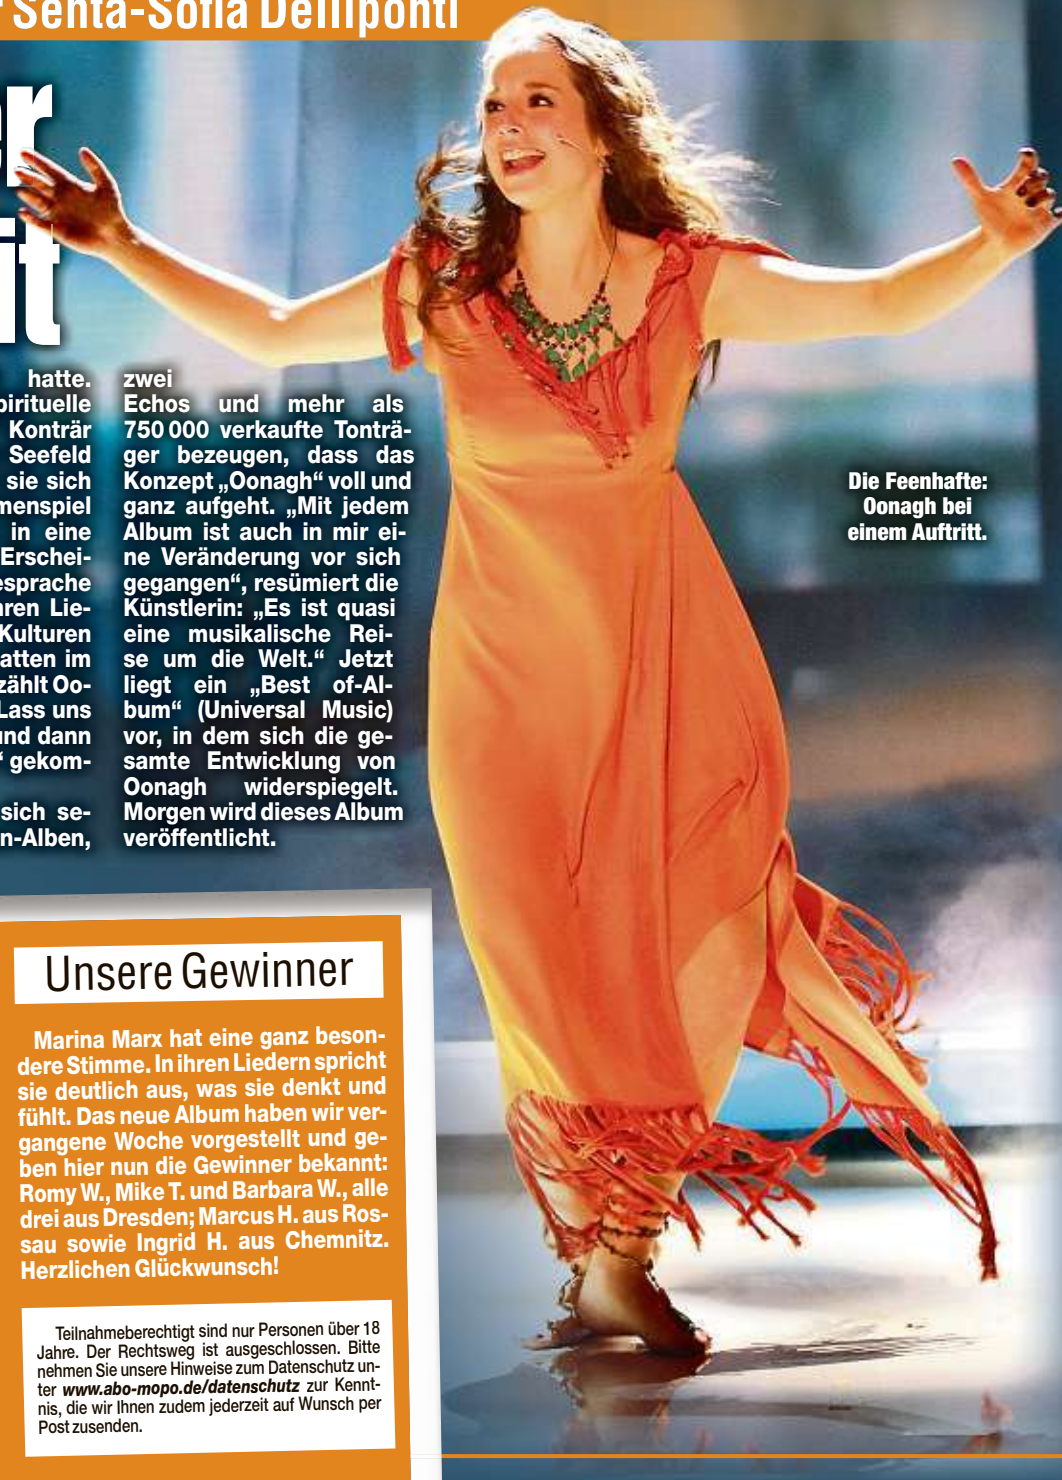 Senta-Sofia Delliponti
er
it
hatte.
pirituelle
Konträr
Seefeld
sie sich
menspiel
in eine
Erschei-
esprache
hren Lie-
Kulturen
atten im
zählt Oo-
Lass uns
und dann
“ gekom-
sich se-
n-Alben,
zwei
Echos und mehr als
750 000 verkaufte Tonträ-
ger bezeugen, dass das
Konzept „Oonagh“ voll und
ganz aufgeht. „Mit jedem
Album ist auch in mir ei-
ne Veränderung vor sich
gegangen“, resümiert die
Künstlerin: „Es ist quasi
eine musikalische Rei-
se um die Welt.“ Jetzt
liegt ein „Best of-Al-
bum“ (Universal Music)
vor, in dem sich die ge-
samte Entwicklung von
Oonagh widerspiegelt.
Morgen wird dieses Album
veröffentlicht.
Die Feenhafte:
Oonagh bei
einem Auftritt.
Unsere Gewinner
Marina Marx hat eine ganz beson-
dere Stimme. In ihren Liedern spricht
sie deutlich aus, was sie denkt und
fühlt. Das neue Album haben wir ver-
gangene Woche vorgestellt und ge-
ben hier nun die Gewinner bekannt:
Romy W., Mike T. und Barbara W., alle
drei aus Dresden; Marcus H. aus Ros-
sau sowie Ingrid H. aus Chemnitz.
Herzlichen Glückwunsch!
Teilnahmeberechtigt sind nur Personen über 18
Jahre. Der Rechtsweg ist ausgeschlossen. Bitte
nehmen Sie unsere Hinweise zum Datenschutz un-
ter www.abo-mopo.de/datenschutz zur Kennt-
nis, die wir Ihnen zudem jederzeit auf Wunsch per
Post zusenden.